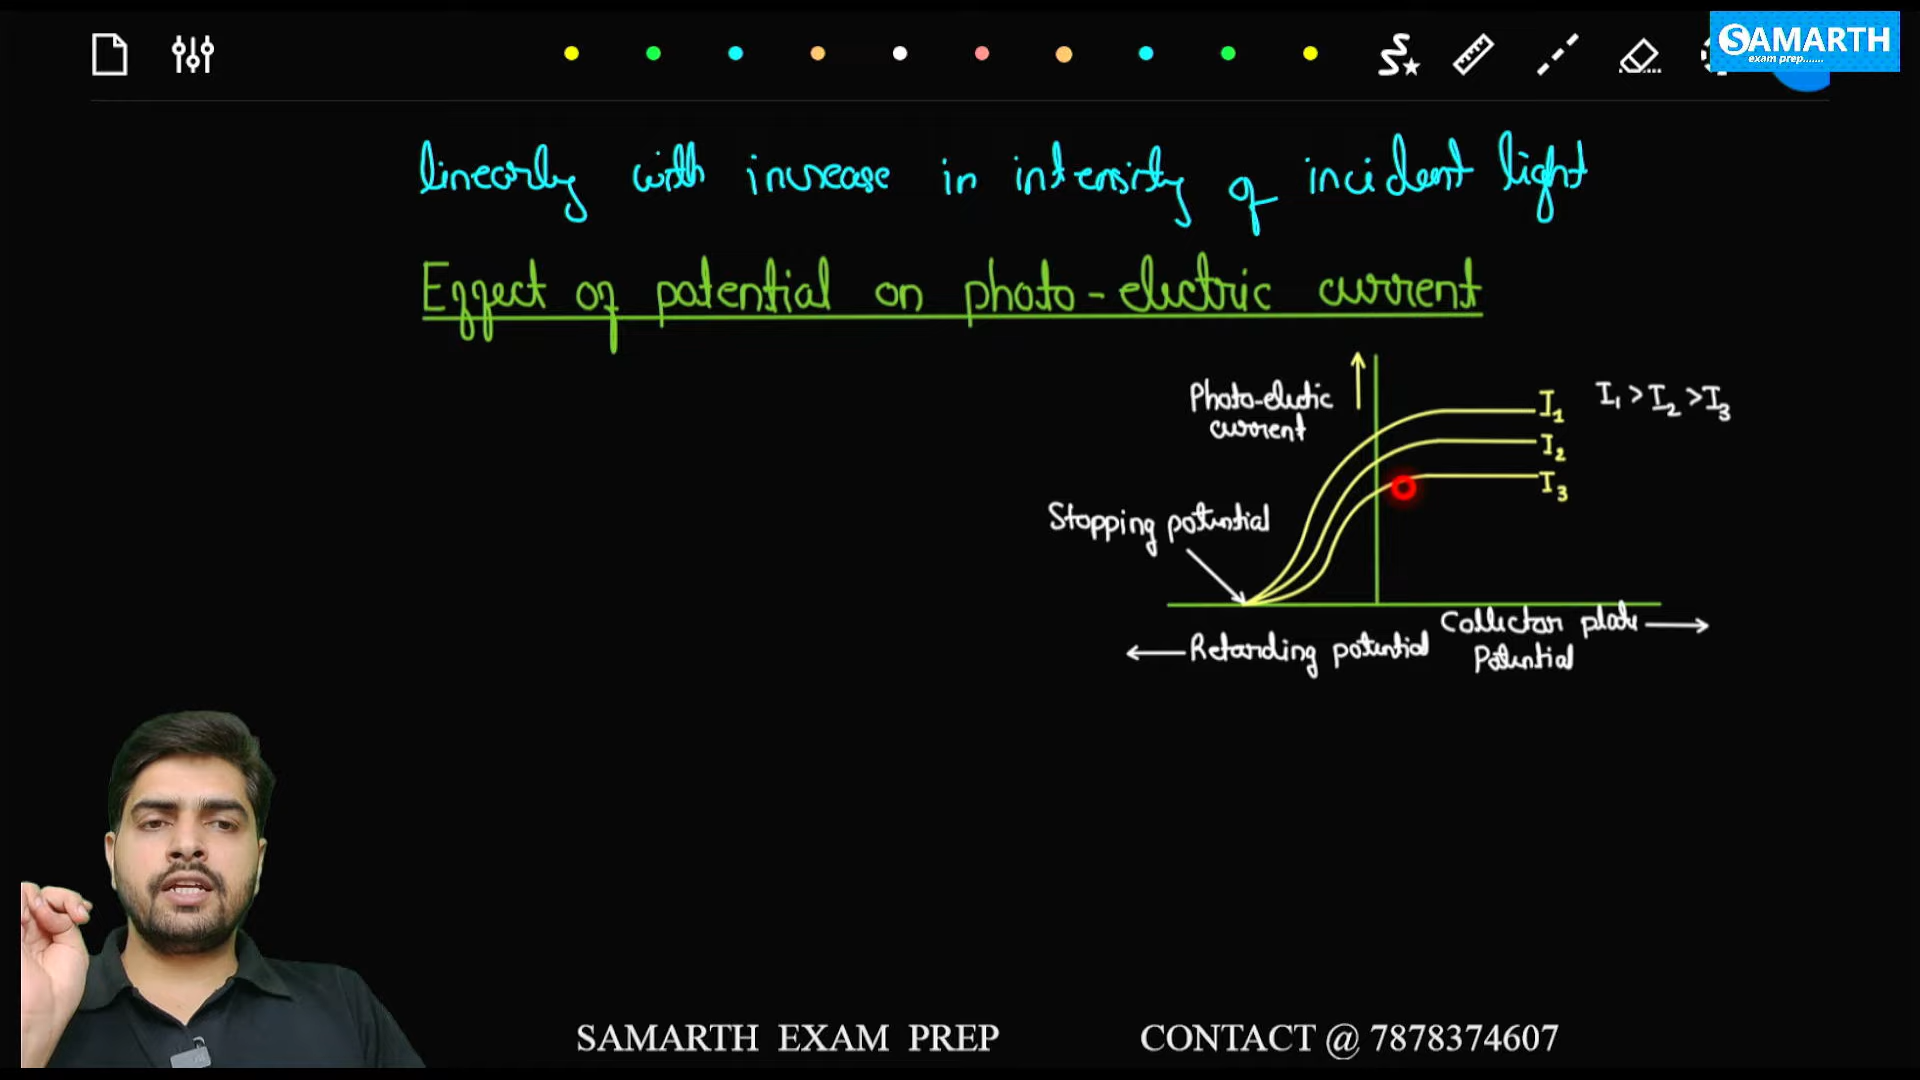 SAMARTH
exam prep.......
linearly with increase in intensity of incident light
Effect of potential on photo-electric current
Photo-electic
current
I1
I1 > I2 > I3
I2
I3
Stopping potential
Retarding potential
Collector plate
Potential
SAMARTH EXAM PREP CONTACT @ 7878374607